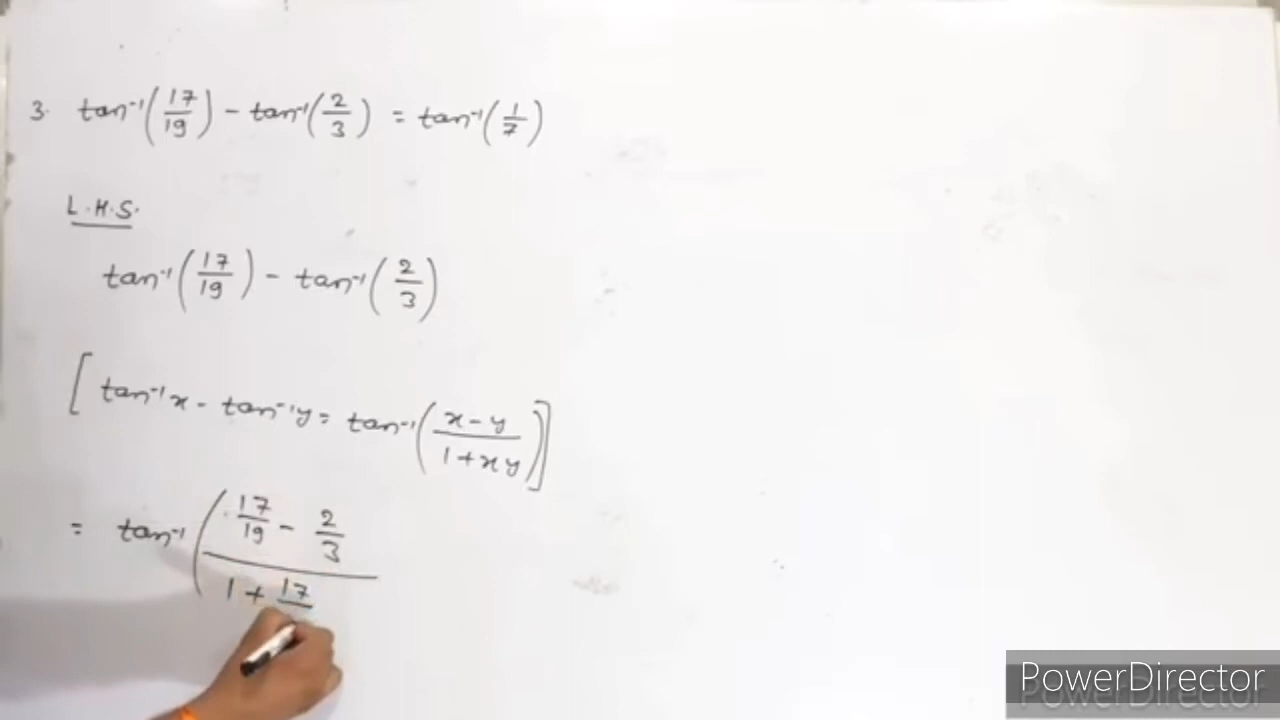 3. tan⁻¹(17/19) - tan⁻¹(2/3) = tan⁻¹(1/7)
L.H.S.
tan⁻¹(17/19) - tan⁻¹(2/3)
[tan⁻¹x - tan⁻¹y = tan⁻¹((x-y)/(1+xy))]
= tan⁻¹((17/19 - 2/3)/(1 + 17/
PowerDirector